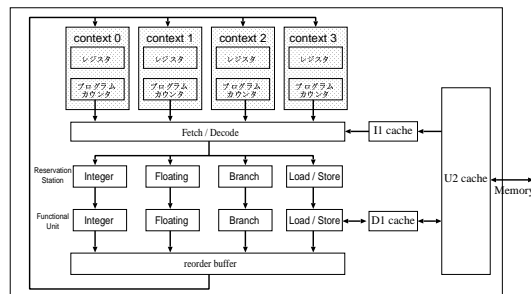 context 0 context 1 context 2 context 3
レジスタ レジスタ レジスタ レジスタ
プログラム プログラム プログラム プログラム
カウンタ カウンタ カウンタ カウンタ
Fetch / Decode
I1 cache
U2 cache
Memory
Reservation
Station
Integer Floating Branch Load / Store
Functional
Unit
Integer Floating Branch Load / Store
D1 cache
reorder buffer